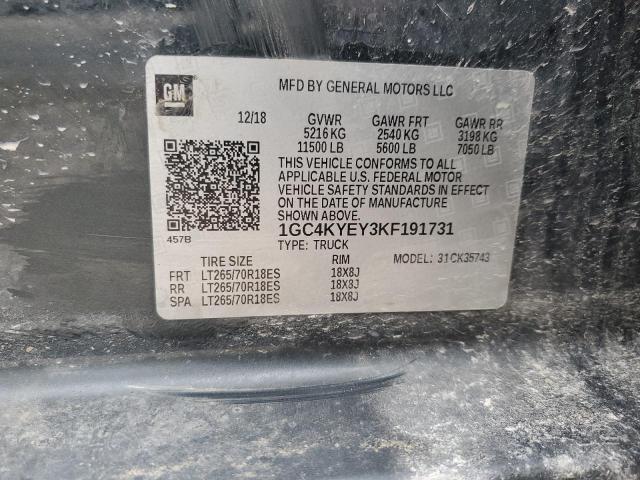 GM
MFD BY GENERAL MOTORS LLC
12/18 GVWR GAWR FRT GAWR RR
5216 KG 2540 KG 3198 KG
11500 LB 5600 LB 7050 LB
THIS VEHICLE CONFORMS TO ALL
APPLICABLE U.S. FEDERAL MOTOR
VEHICLE SAFETY STANDARDS IN EFFECT
ON THE DATE OF MANUFACTURE
SHOWN ABOVE.
457B
1GC4KYEY3KF191731
TYPE: TRUCK MODEL: 31CK35743
TIRE SIZE RIM
FRT LT265/70R18ES 18X8J
RR LT265/70R18ES 18X8J
SPA LT265/70R18ES 18X8J